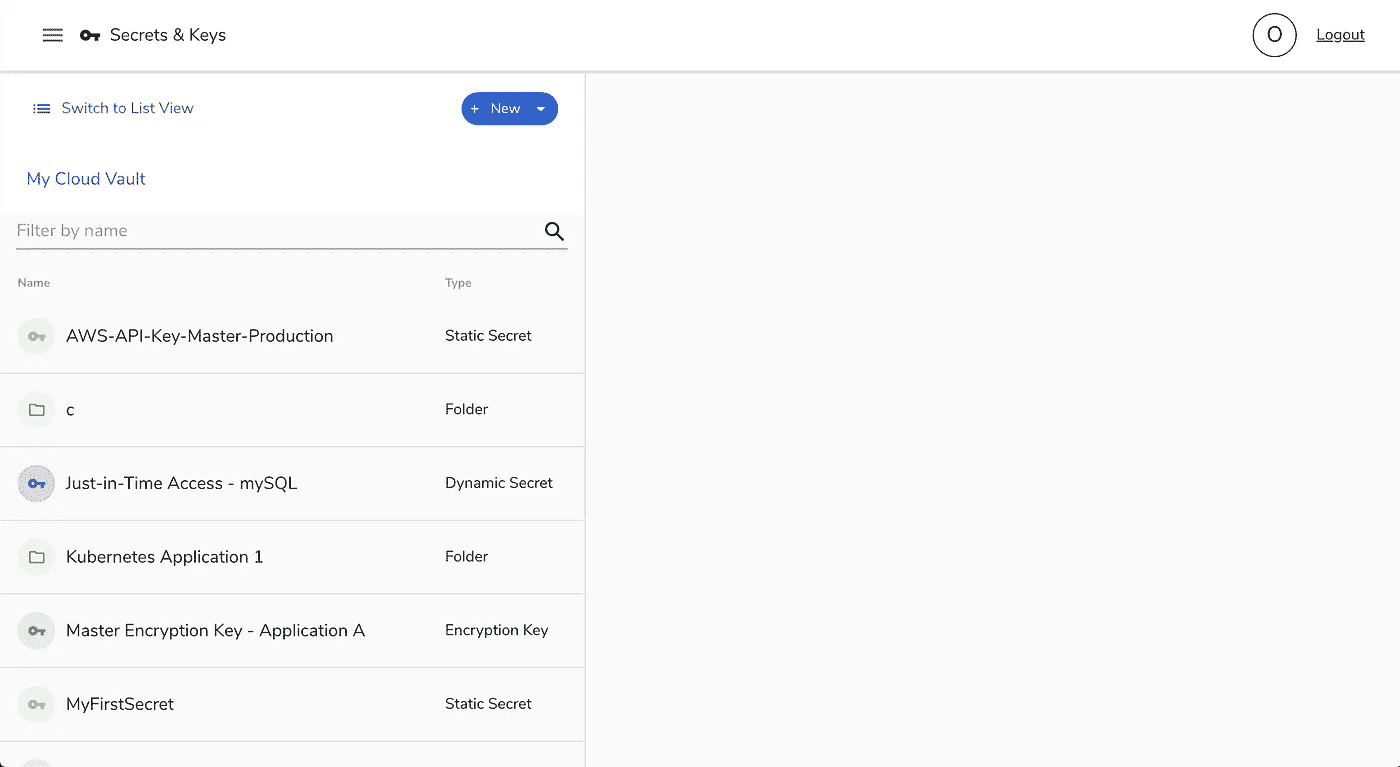 Secrets & Keys
O
Logout
Switch to List View
+ New
My Cloud Vault
Filter by name
Name Type
AWS-API-Key-Master-Production Static Secret
c Folder
Just-in-Time Access - mySQL Dynamic Secret
Kubernetes Application 1 Folder
Master Encryption Key - Application A Encryption Key
MyFirstSecret Static Secret